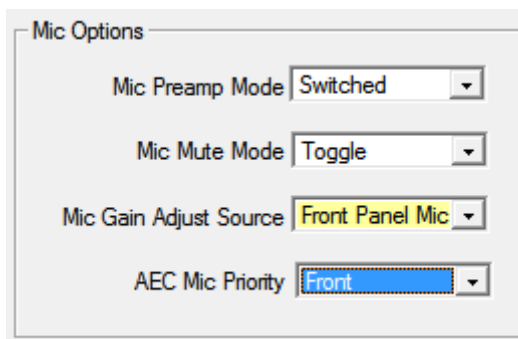 Mic Options
Mic Preamp Mode Switched
Mic Mute Mode Toggle
Mic Gain Adjust Source Front Panel Mic
AEC Mic Priority Front